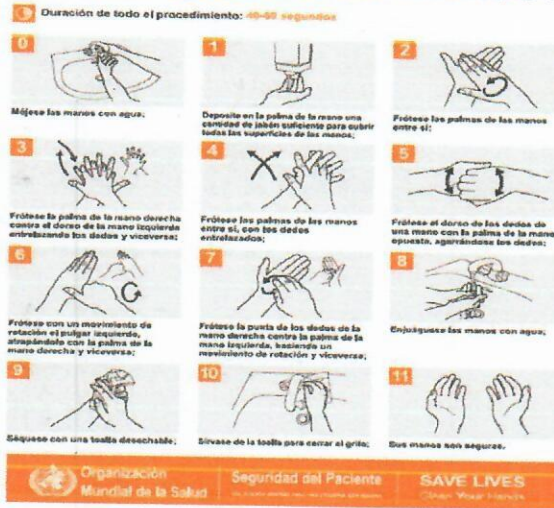 Duración de todo el procedimiento: 40-60 segundos
0
Mójese las manos con agua;
1
Deposite en la palma de la mano una
cantidad de jabón suficiente para cubrir
todas las superficies de las manos;
2
Frótese las palmas de las manos
entre sí;
3
Frótese la palma de la mano derecha
contra el dorso de la mano izquierda
entrelazando los dedos y viceversa;
4
Frótese las palmas de las manos
entre sí, con los dedos
entrelazados;
5
Frótese el dorso de los dedos de
una mano con la palma de la mano
opuesta, agarrándose los dedos;
6
Frótese con un movimiento de
rotación el pulgar izquierdo,
atrapándolo con la palma de la
mano derecha y viceversa;
7
Frótese la punta de los dedos de la
mano derecha contra la palma de la
mano izquierda, haciendo un
movimiento de rotación y viceversa;
8
Enjuáguese las manos con agua;
9
Séquese con una toalla desechable;
10
Sírvase de la toalla para cerrar el grifo;
11
Sus manos son seguras.
Organización
Mundial de la Salud
Seguridad del Paciente
SAVE LIVES
Clean Your Hands